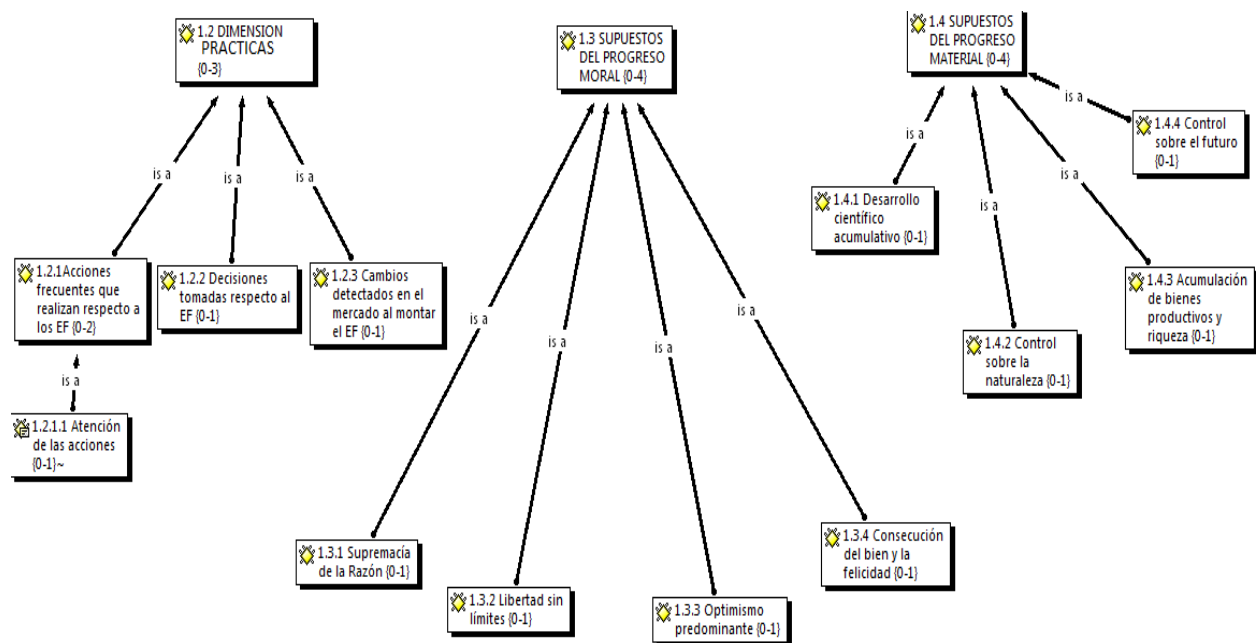 1.2 DIMENSION
PRACTICAS
{0-3}
1.3 SUPUESTOS
DEL PROGRESO
MORAL {0-4}
1.4 SUPUESTOS
DEL PROGRESO
MATERIAL {0-4}
is a
1.4.4 Control
sobre el futuro
{0-1}
is a
is a
is a
is a
is a
1.4.1 Desarrollo
científico
acumulativo {0-1}
is a
1.2.1Acciones
frecuentes que
realizan respecto a
los EF {0-2}
1.2.2 Decisiones
tomadas respecto al
EF {0-1}
1.2.3 Cambios
detectados en el
mercado al montar
el EF {0-1}
1.4.3 Acumulación
de bienes
productivos y
riqueza {0-1}
is a
is a
is a
is a
1.4.2 Control
sobre la
naturaleza {0-1}
is a
1.2.1.1 Atención
de las acciones
{0-1}~
1.3.1 Supremacía
de la Razón {0-1}
1.3.4 Consecución
del bien y la
felicidad {0-1}
1.3.2 Libertad sin
límites {0-1}
1.3.3 Optimismo
predominante {0-1}